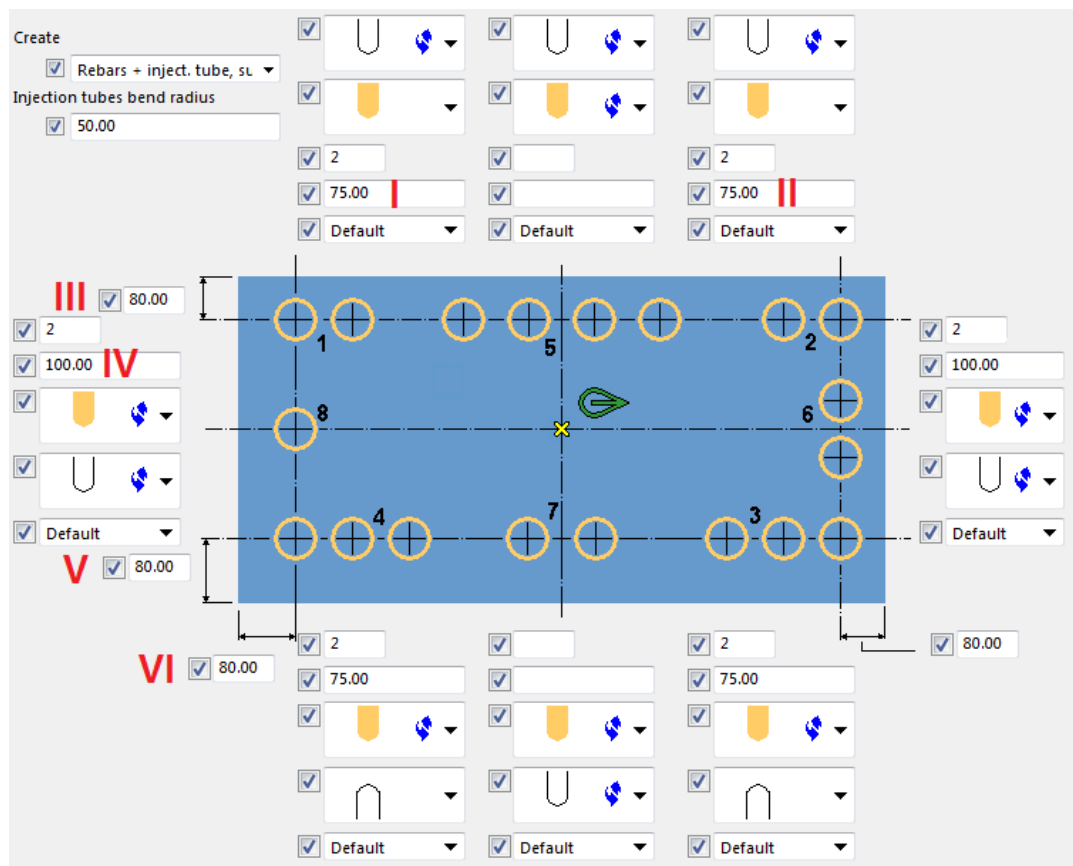 Create
Rebars + inject. tube, su
Injection tubes bend radius
50.00
2
2
75.00 I
75.00 II
Default
Default
Default
III 80.00
2
100.00 IV
Default
V 80.00
1
5
2
8
6
4
7
3
2
100.00
Default
VI 80.00
80.00
2
2
75.00
75.00
Default
Default
Default